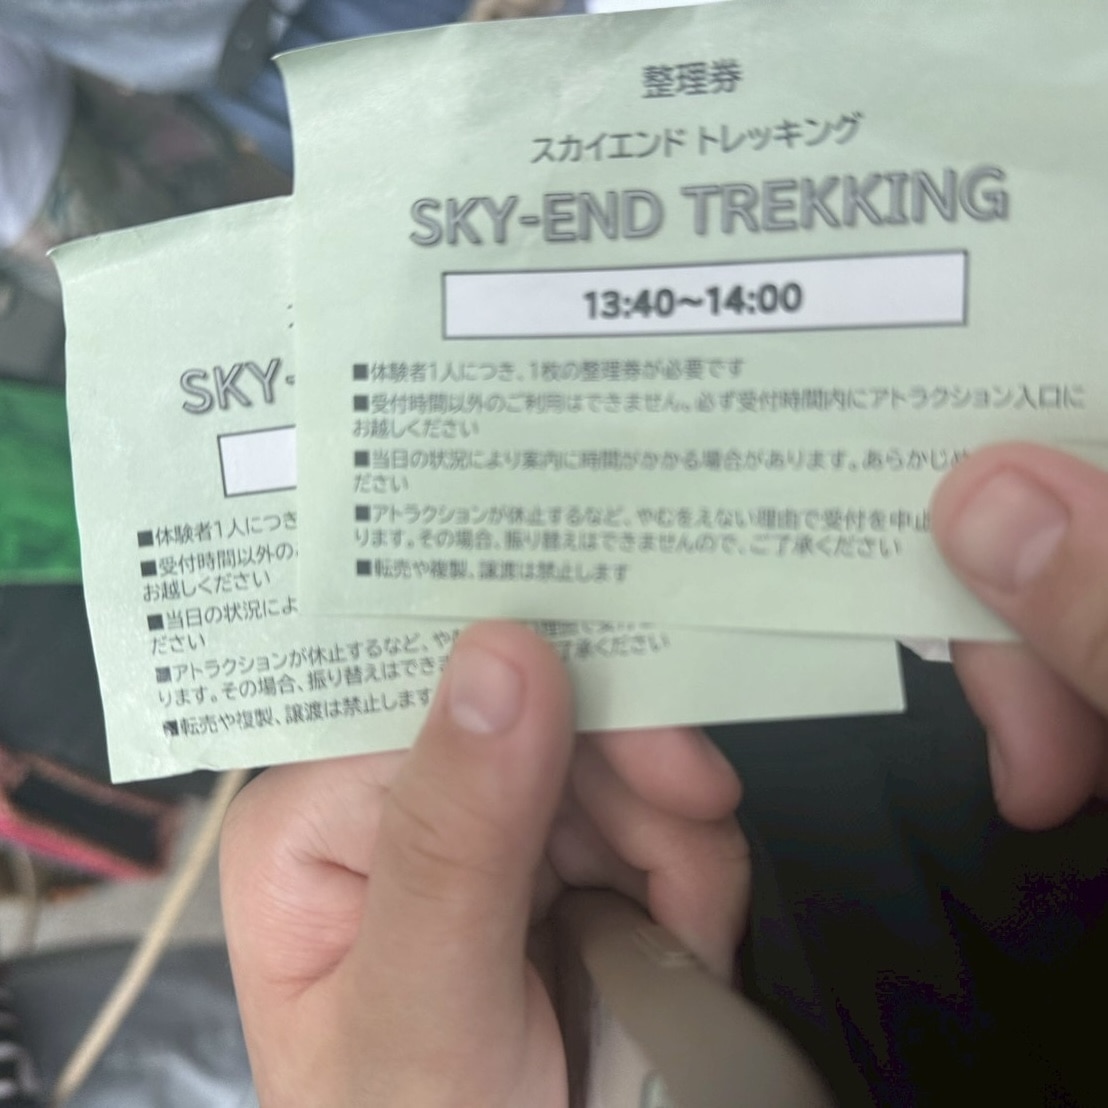 整理券
スカイエンド トレッキング
SKY-END TREKKING
13:40〜14:00
■体験者1人につき、1枚の整理券が必要です
■受付時間以外のご利用はできません。必ず受付時間内にアトラクション入口に
お越しください
■当日の状況により案内に時間がかかる場合があります。あらかじめ
ださい
■アトラクションが休止するなど、やむをえない理由で受付を中止
ります。その場合、振り替えはできませんので、ご了承ください
■転売や複製、譲渡は禁止します
SKY-
■体験者1人につき
■受付時間以外の
お越しください
■当日の状況によ
ださい
■アトラクションが休止するなど、や
ります。その場合、振り替えはでき
了承ください
■転売や複製、譲渡は禁止します